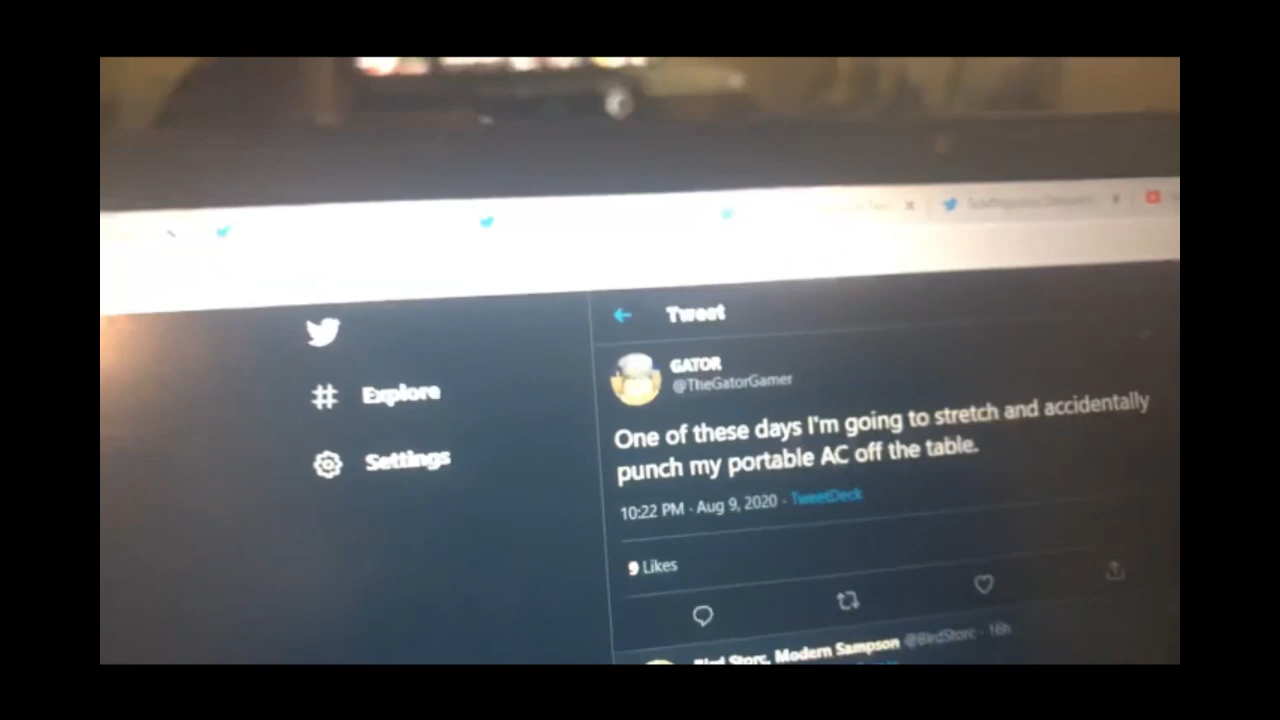 Tweet
GATOR
@TheGatorGamer
Explore
Settings
One of these days I'm going to stretch and accidentally
punch my portable AC off the table.
10:22 PM · Aug 9, 2020 · TweetDeck
9 Likes
Bird Storc, Modern Sampson @BirdStorc · 16h